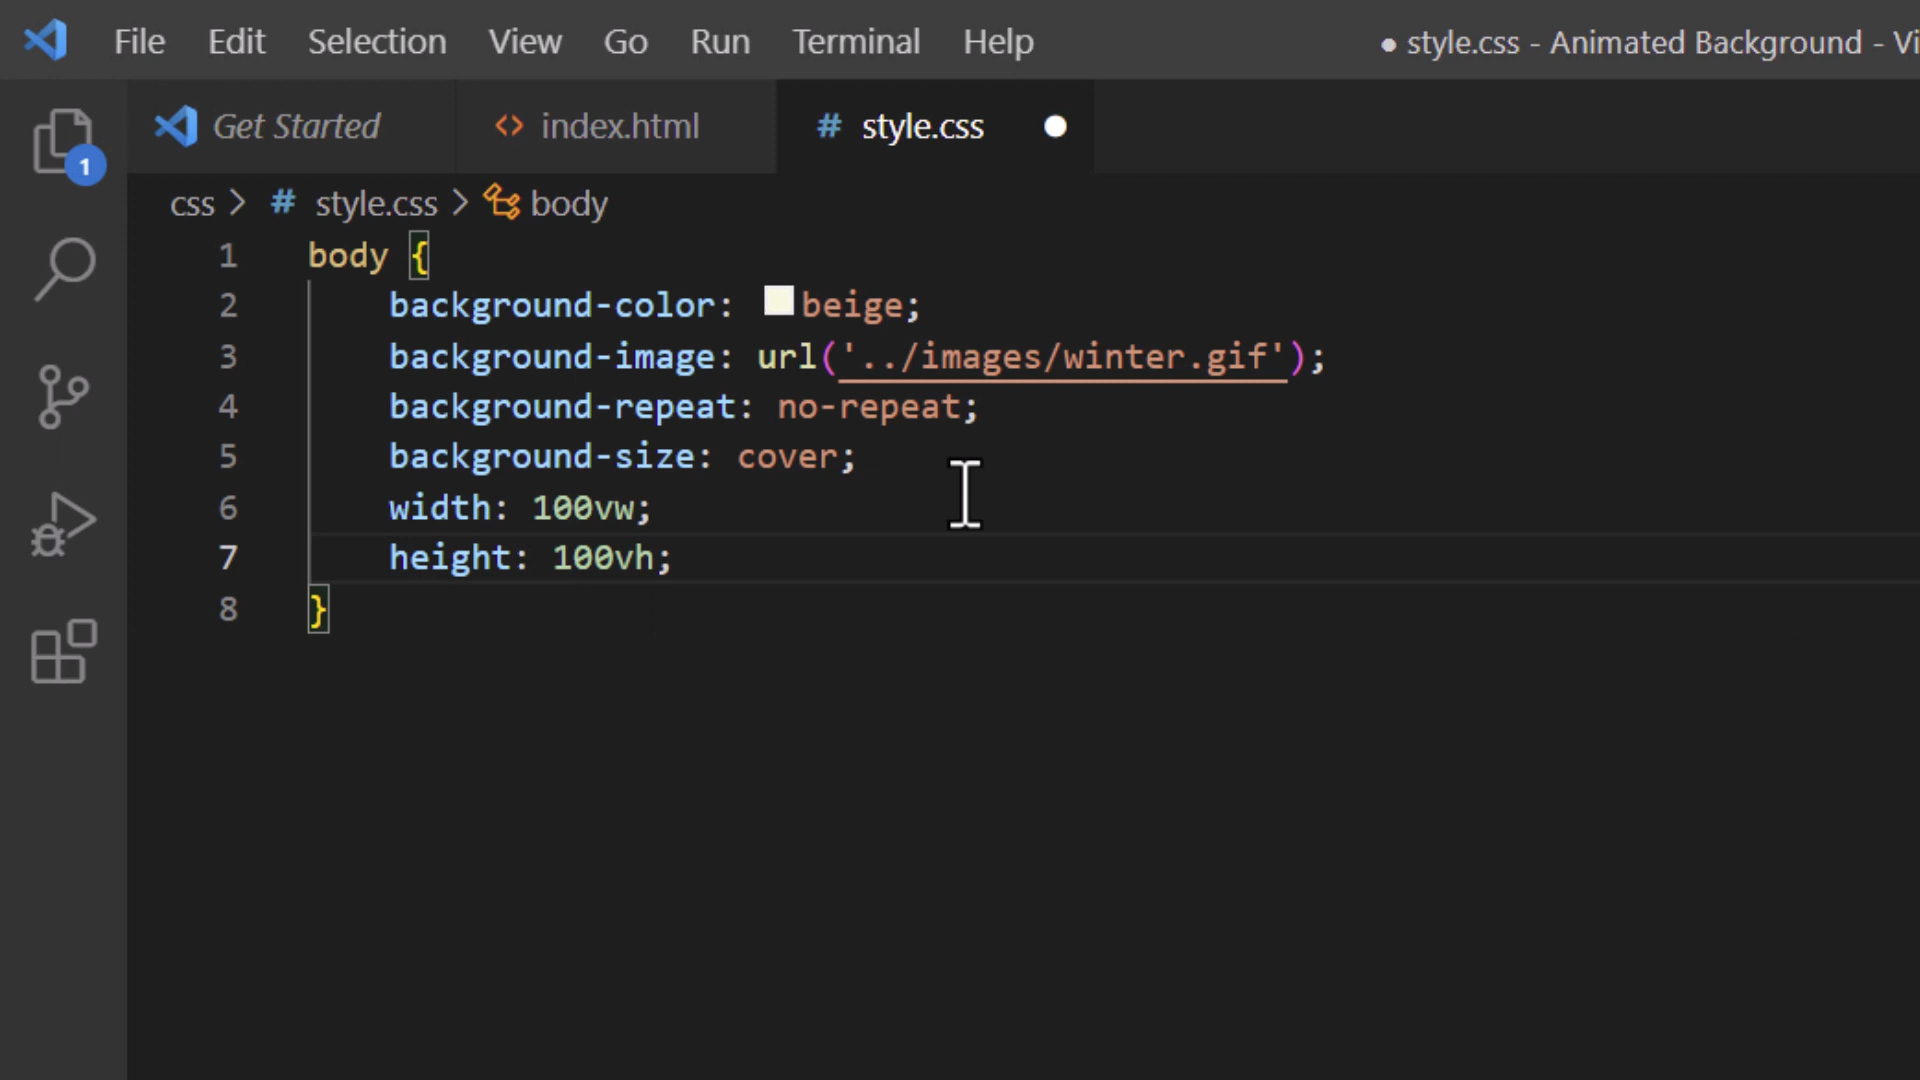 File Edit Selection View Go Run Terminal Help ● style.css - Animated Background - Vi
Get Started index.html # style.css
1
css > # style.css > body
1 body {
2 background-color: beige;
3 background-image: url('../images/winter.gif');
4 background-repeat: no-repeat;
5 background-size: cover;
6 width: 100vw;
7 height: 100vh;
8 }